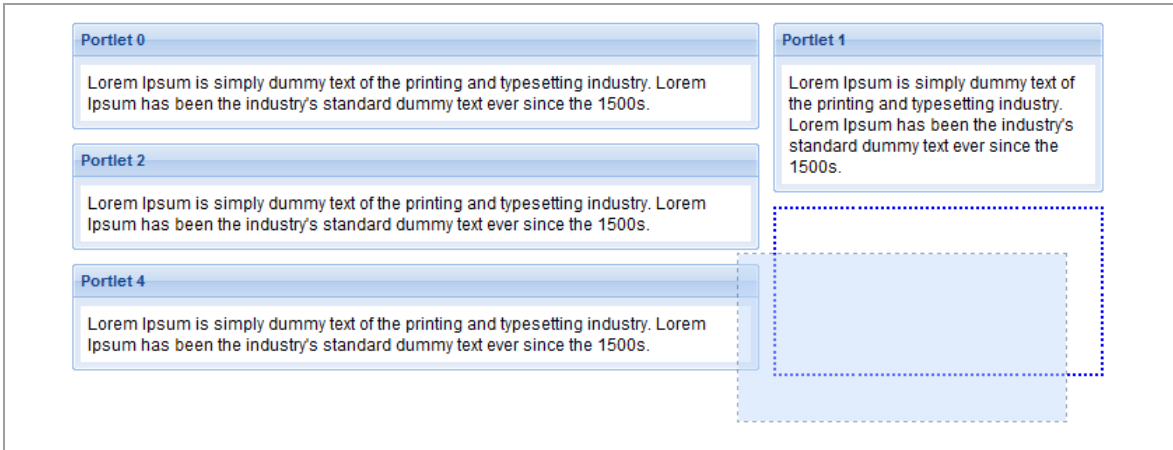 Portlet 0
Lorem Ipsum is simply dummy text of the printing and typesetting industry. Lorem
Ipsum has been the industry's standard dummy text ever since the 1500s.
Portlet 2
Lorem Ipsum is simply dummy text of the printing and typesetting industry. Lorem
Ipsum has been the industry's standard dummy text ever since the 1500s.
Portlet 4
Lorem Ipsum is simply dummy text of the printing and typesetting industry. Lorem
Ipsum has been the industry's standard dummy text ever since the 1500s.
Portlet 1
Lorem Ipsum is simply dummy text of
the printing and typesetting industry.
Lorem Ipsum has been the industry's
standard dummy text ever since the
1500s.